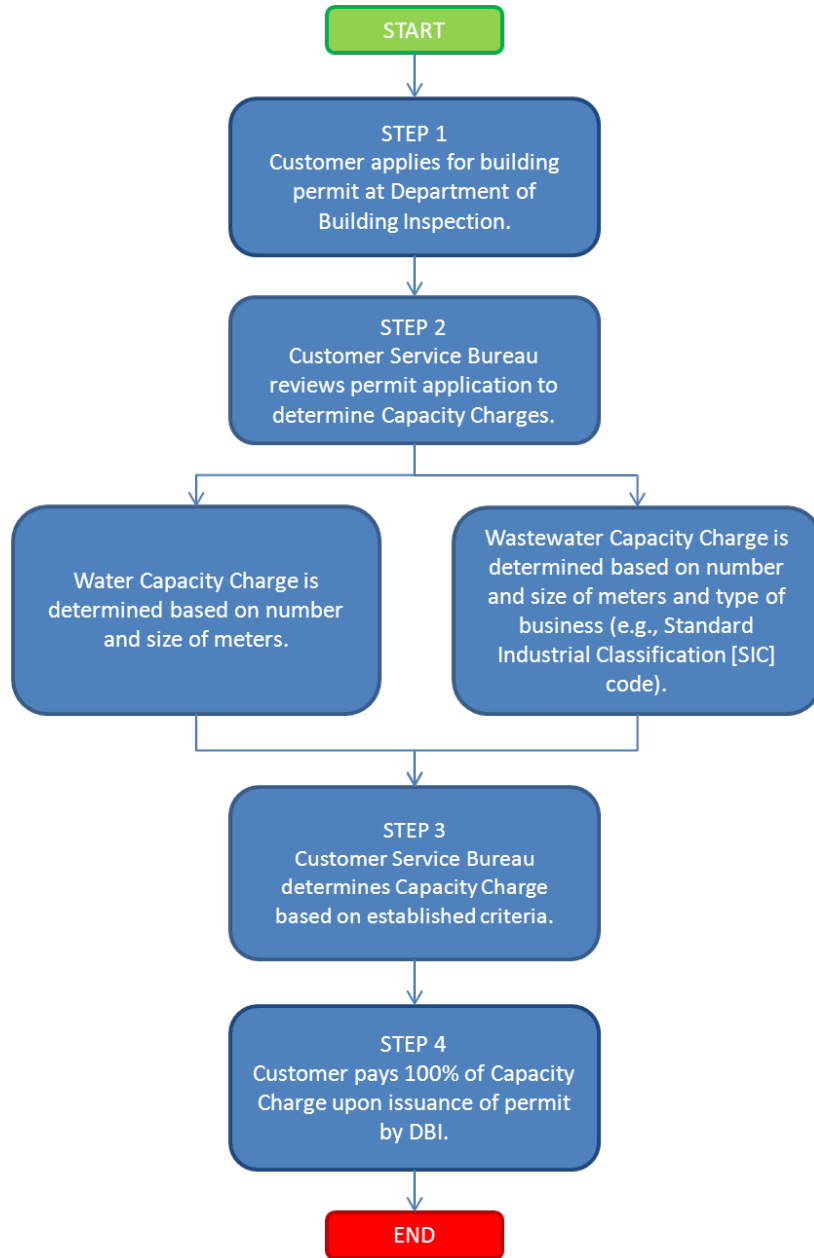 START
STEP 1
Customer applies for building
permit at Department of
Building Inspection.
STEP 2
Customer Service Bureau
reviews permit application to
determine Capacity Charges.
Water Capacity Charge is
determined based on number
and size of meters.
Wastewater Capacity Charge is
determined based on number
and size of meters and type of
business (e.g., Standard
Industrial Classification [SIC]
code).
STEP 3
Customer Service Bureau
determines Capacity Charge
based on established criteria.
STEP 4
Customer pays 100% of Capacity
Charge upon issuance of permit
by DBI.
END